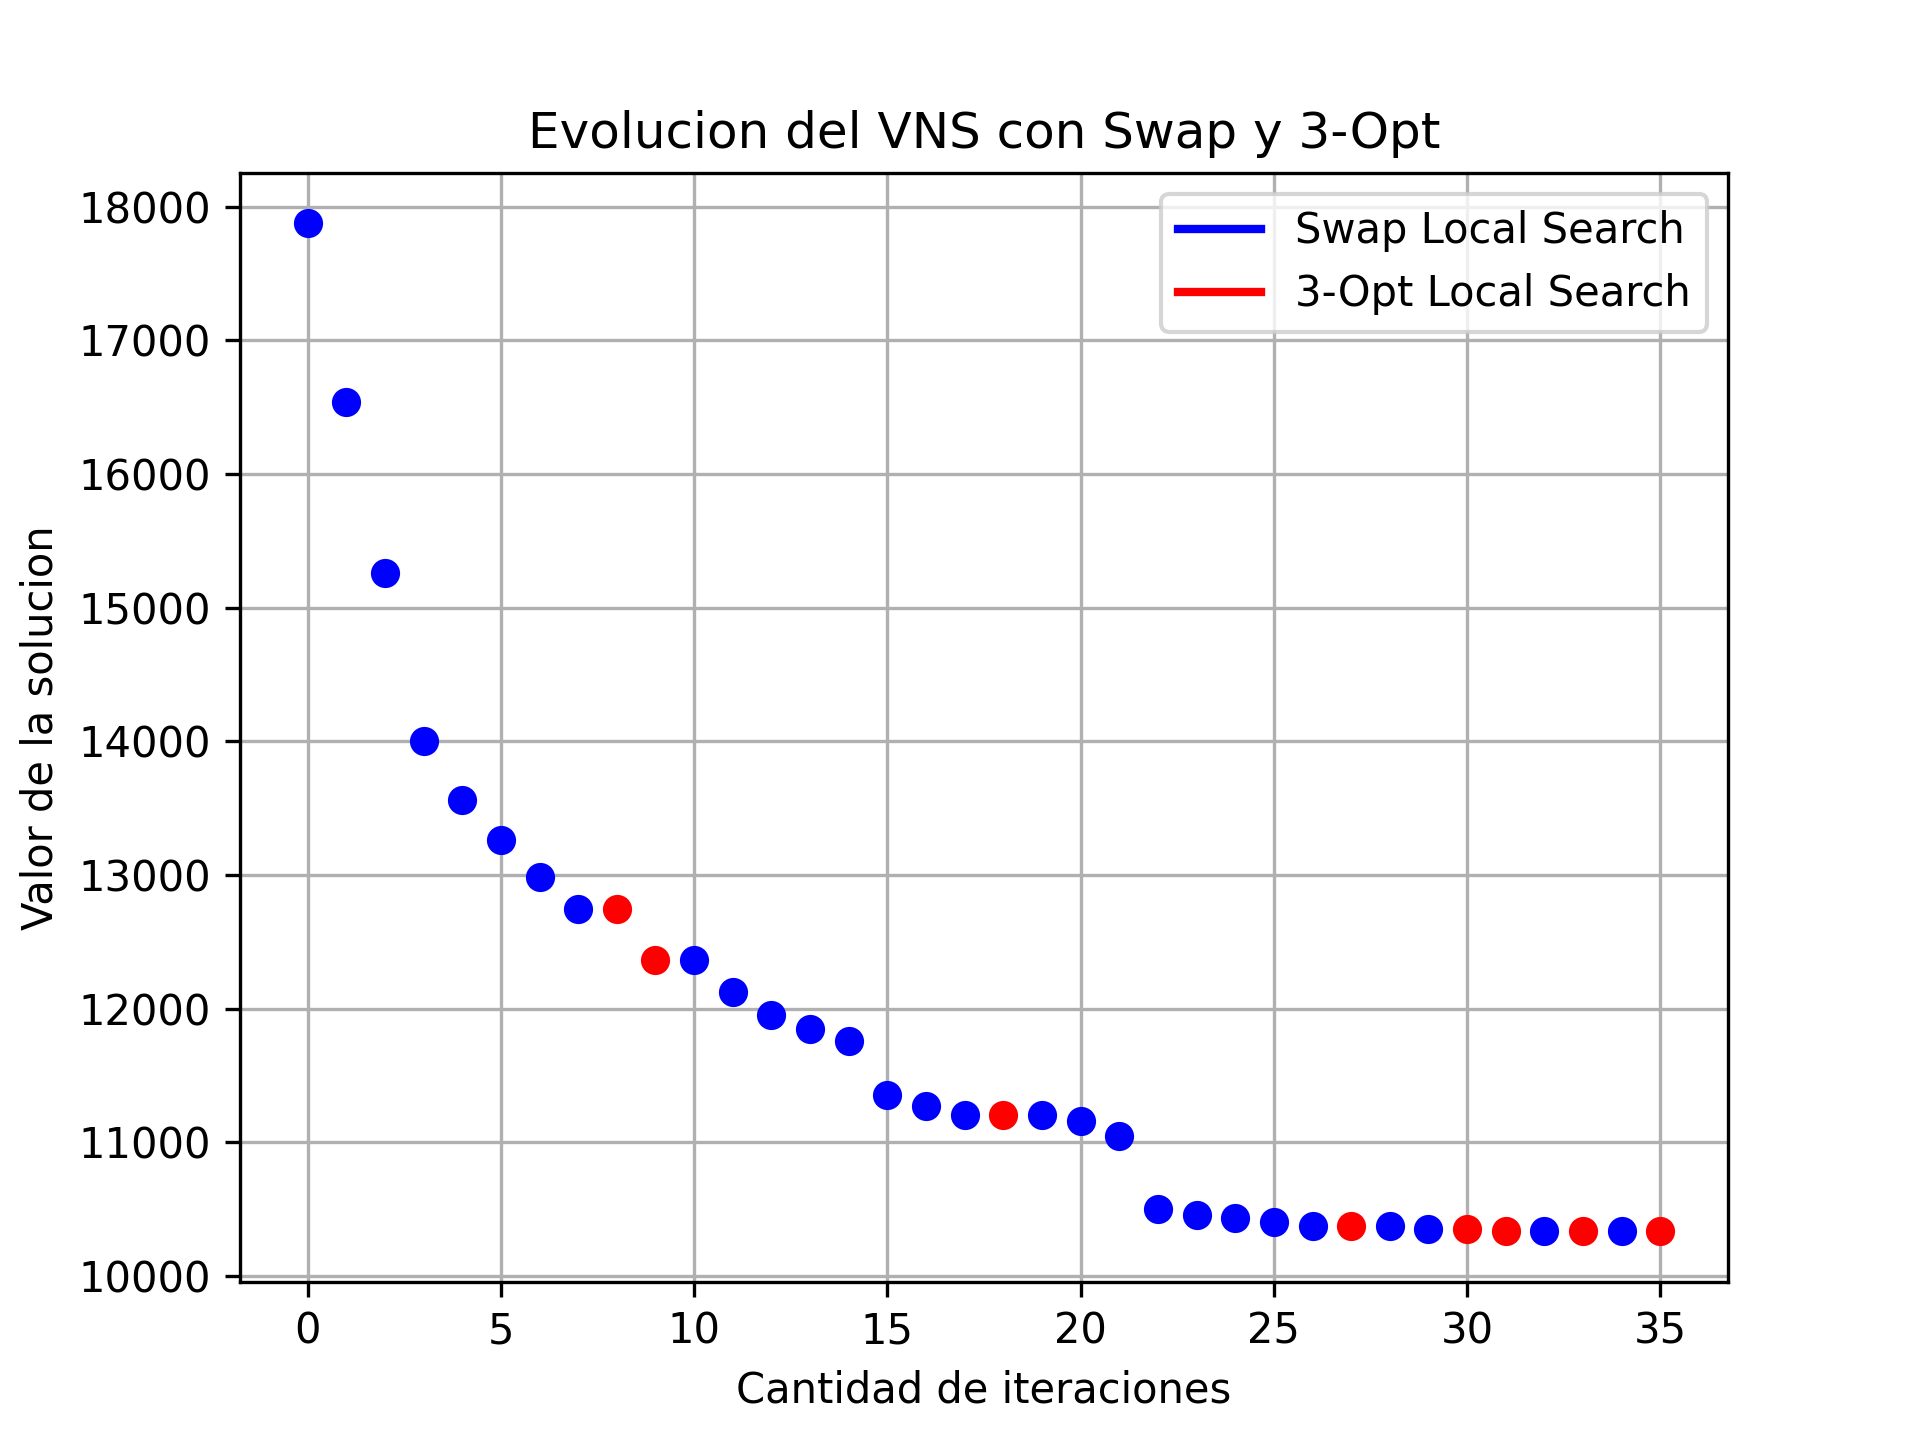 Evolucion del VNS con Swap y 3-Opt
Swap Local Search
3-Opt Local Search
Valor de la solucion
18000
17000
16000
15000
14000
13000
12000
11000
10000
0 5 10 15 20 25 30 35
Cantidad de iteraciones